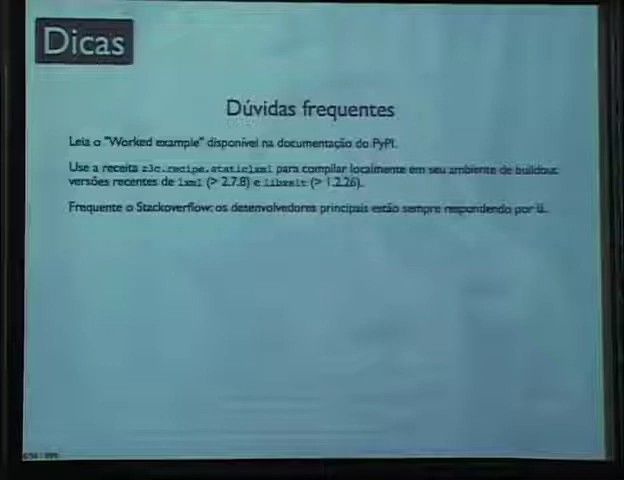 Dicas
Dúvidas frequentes
Leia o "Worked example" disponível na documentação do PyPI.
Use a receita z3c.recipe.staticlxml para compilar localmente em seu ambiente de buildout
versões recentes de lxml (> 2.7.8) e libxslt (> 1.2.26).
Frequente o Stackoverflow: os desenvolvedores principais estão sempre respondendo por lá.